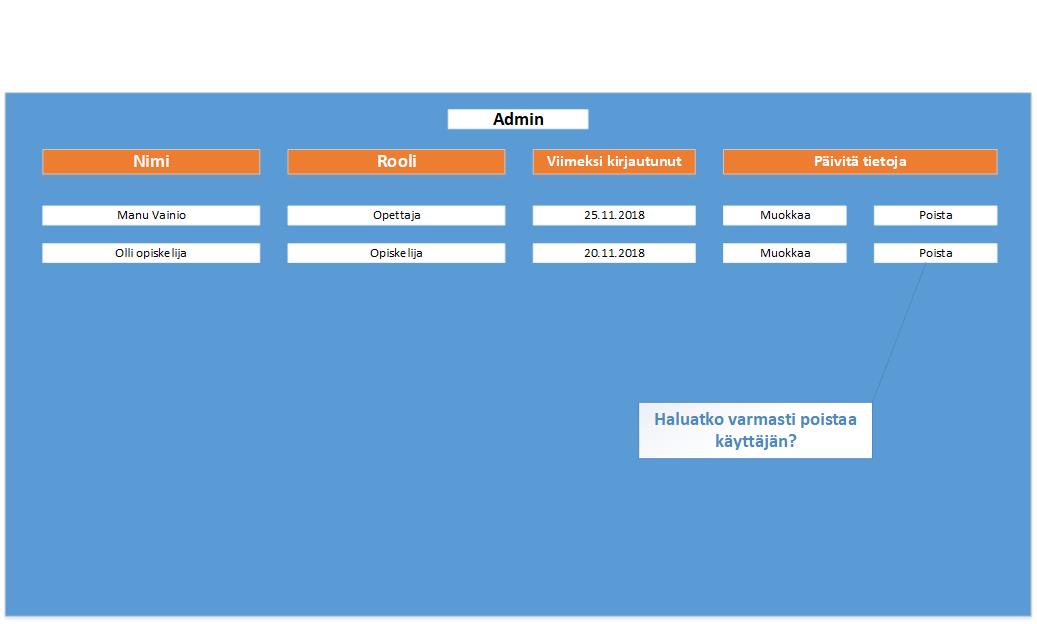 Admin
Nimi Rooli Viimeksi kirjautunut Päivitä tietoja
Manu Vainio Opettaja 25.11.2018 Muokkaa Poista
Olli opiskelija Opiskelija 20.11.2018 Muokkaa Poista
Haluatko varmasti poistaa
käyttäjän?